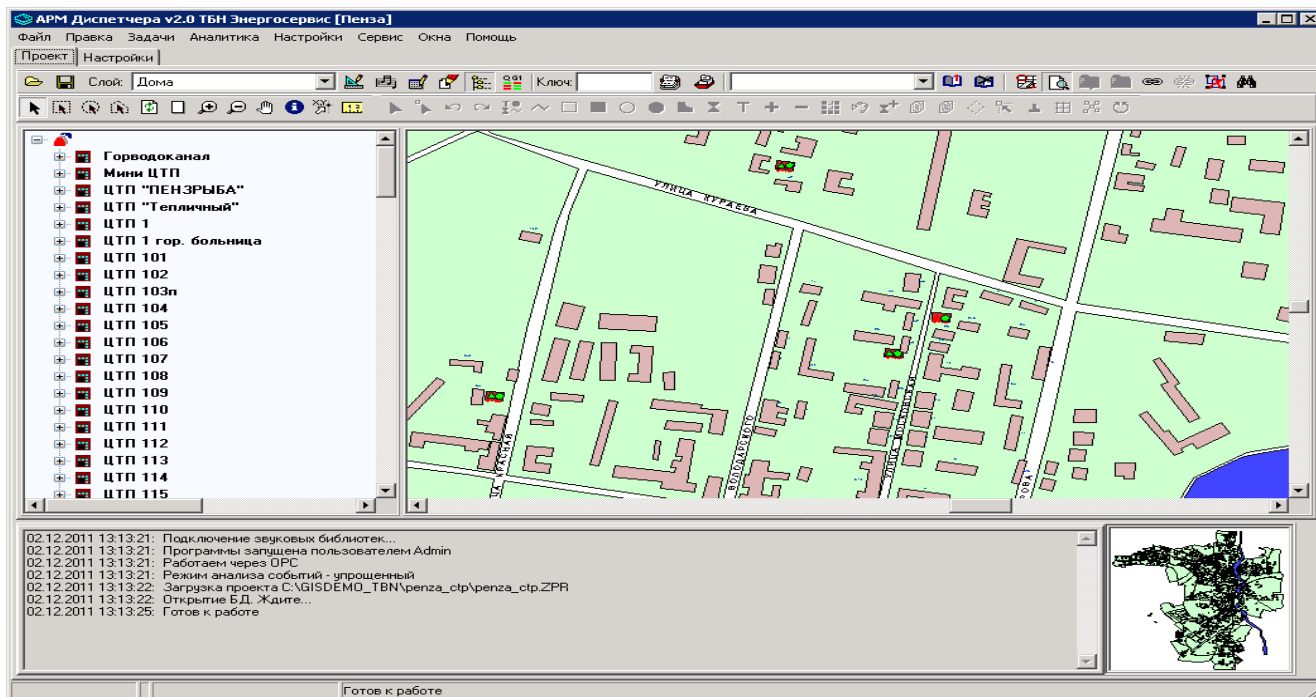 АРМ Диспетчера v2.0 ТБН Энергосервис [Пенза]
Файл Правка Задачи Аналитика Настройки Сервис Окна Помощь
Проект Настройки
Слой: Дома Ключ:
Горводоканал
Мини ЦТП
ЦТП "ПЕНЗРЫБА"
ЦТП "Тепличный"
ЦТП 1
ЦТП 1 гор. больница
ЦТП 101
ЦТП 102
ЦТП 103п
ЦТП 104
ЦТП 105
ЦТП 106
ЦТП 107
ЦТП 108
ЦТП 109
ЦТП 110
ЦТП 111
ЦТП 112
ЦТП 113
ЦТП 114
ЦТП 115
УЛИЦА КУРАЕВА
ЦА КРАСНАЯ
ВОЛОДАРСКОГО
УЛИЦА МОСКОВСКАЯ
РОВА
02.12.2011 13:13:21: Подключение звуковых библиотек...
02.12.2011 13:13:21: Программы запущена пользователем Admin
02.12.2011 13:13:21: Работаем через OPC
02.12.2011 13:13:21: Режим анализа событий - упрощенный
02.12.2011 13:13:22: Загрузка проекта C:\GISDEMO_TBN\penza_ctp\penza_ctp.ZPR
02.12.2011 13:13:22: Открытие БД. Ждите...
02.12.2011 13:13:25: Готов к работе
Готов к работе